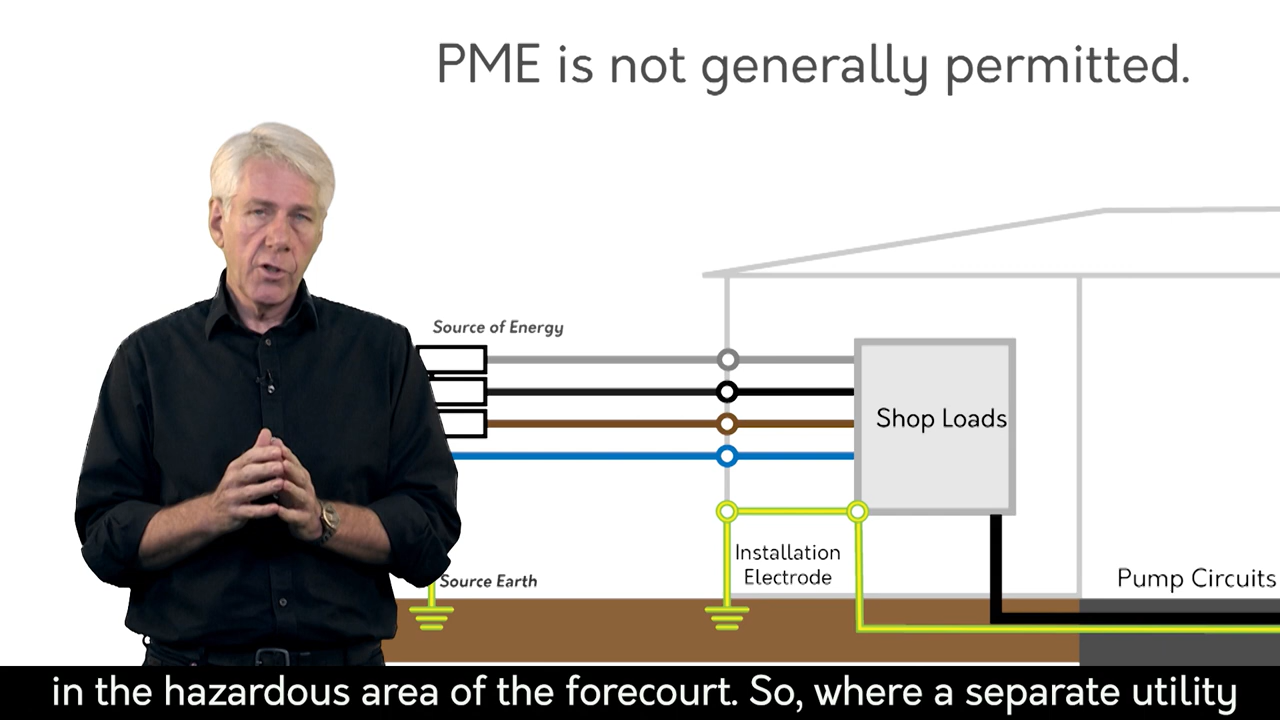 PME is not generally permitted.
Source of Energy
Shop Loads
Installation
Electrode
Source Earth
Pump Circuits
in the hazardous area of the forecourt. So, where a separate utility